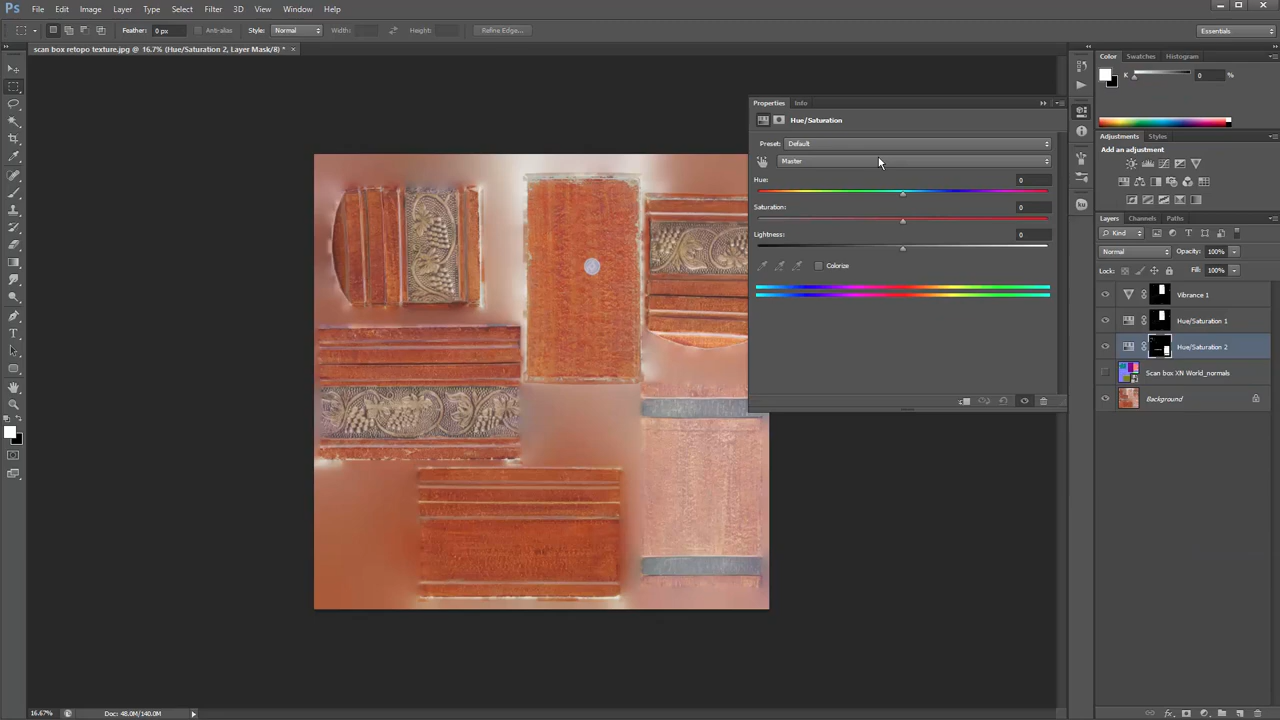 Ps File Edit Image Layer Type Select Filter 3D View Window Help
Feather: 0 px Anti-alias Style: Normal Width: Height: Refine Edge... Essentials
scan box retopo texture.jpg @ 16.7% (Hue/Saturation 2, Layer Mask/8) * ×
Properties Info
Hue/Saturation
Preset: Default
Master
Hue: 0
Saturation: 0
Lightness: 0
Colorize
Color Swatches Histogram
K 0 %
Adjustments Styles
Add an adjustment
Layers Channels Paths
Kind
Normal Opacity: 100%
Lock: Fill: 100%
Vibrance 1
Hue/Saturation 1
Hue/Saturation 2
Scan box XN World_normals
Background
16.67% Doc: 48.0M/140.0M